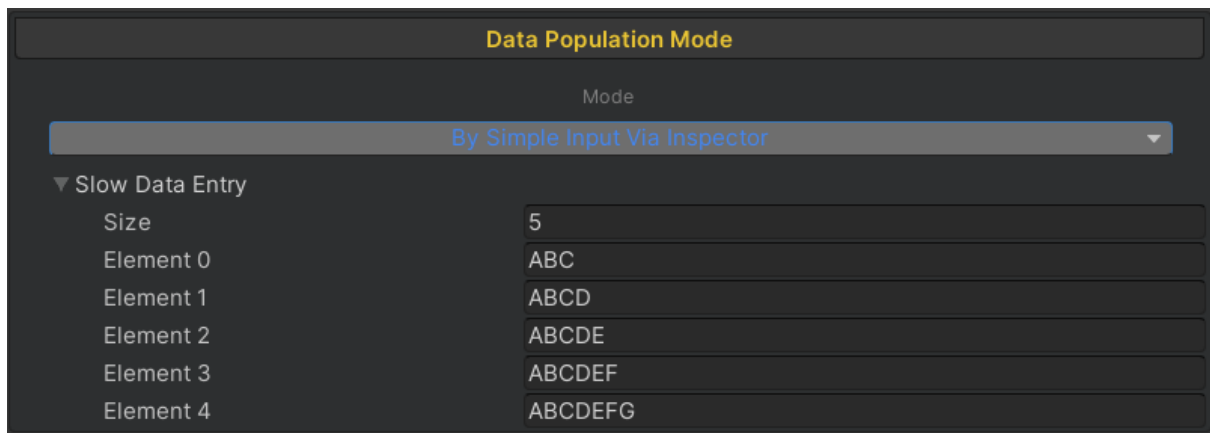 Data Population Mode
Mode
By Simple Input Via Inspector
Slow Data Entry
Size 5
Element 0 ABC
Element 1 ABCD
Element 2 ABCDE
Element 3 ABCDEF
Element 4 ABCDEFG